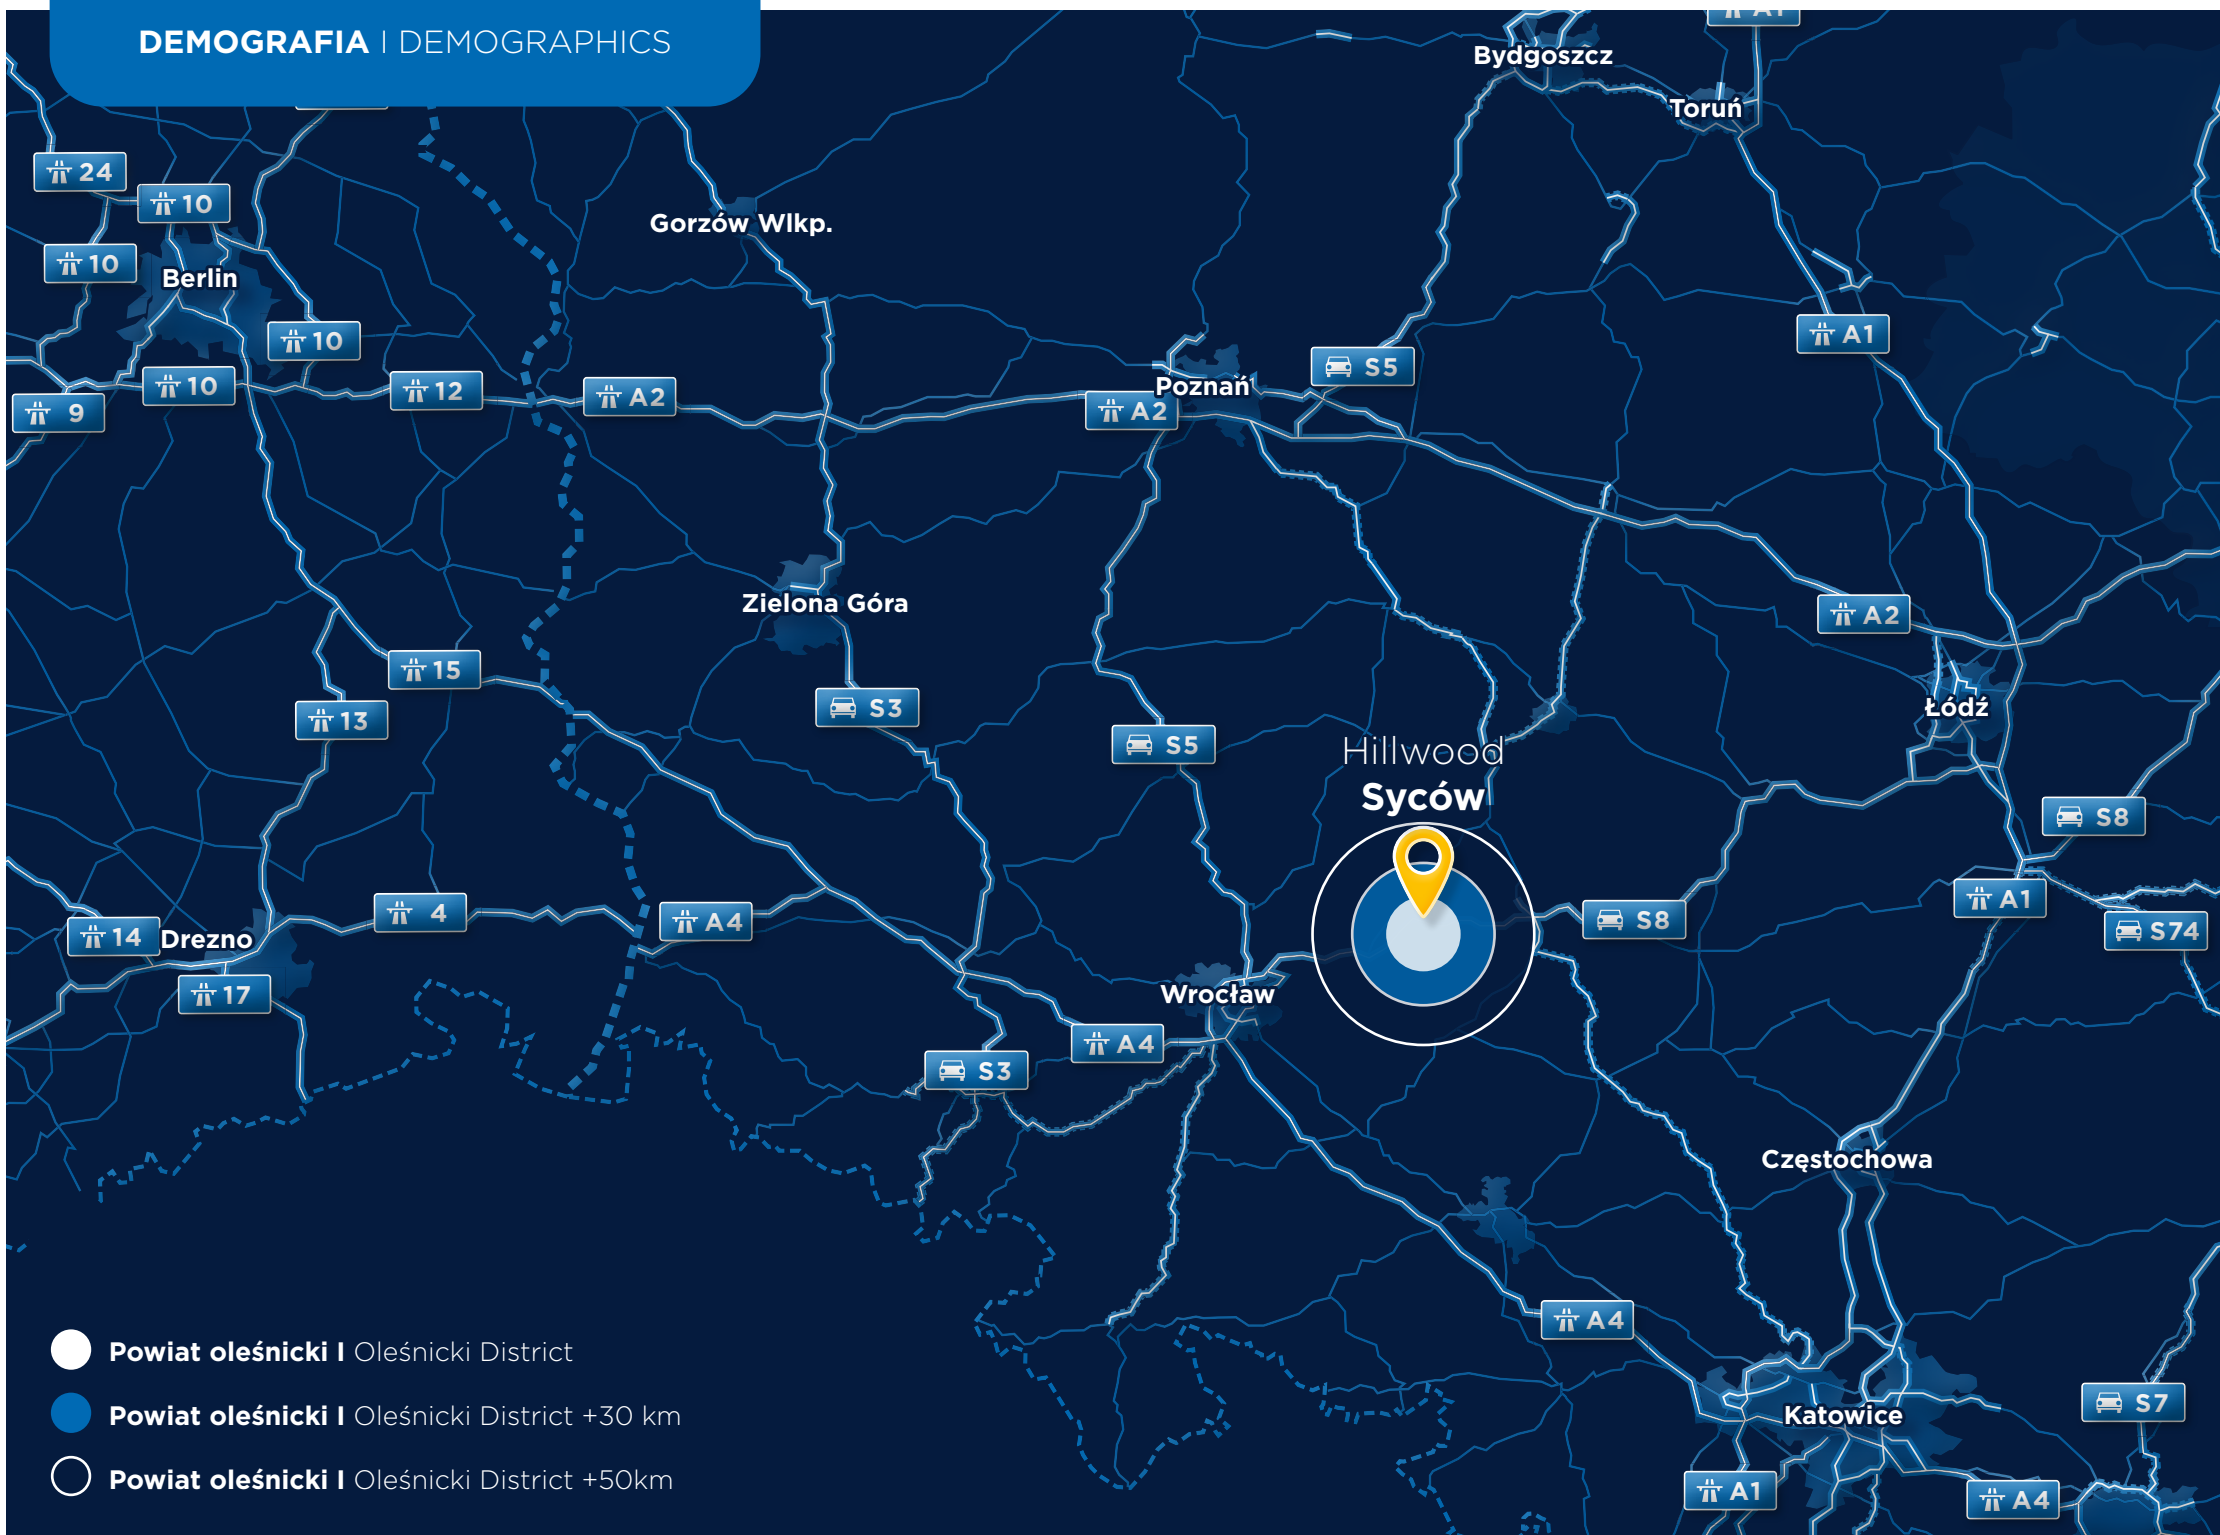 DEMOGRAFIA I DEMOGRAPHICS
A1
Bydgoszcz
Toruń
24
10
Gorzów Wlkp.
10
Berlin
10
A1
S5
10
12
A2
Poznań
A2
9
Zielona Góra
A2
15
13
S3
Łódź
S5
Hillwood
Syców
S8
A1
4
A4
S8
14
Drezno
S74
17
Wrocław
A4
S3
Częstochowa
A4
Powiat oleśnicki I Oleśnicki District
Powiat oleśnicki I Oleśnicki District +30 km
S7
Katowice
Powiat oleśnicki I Oleśnicki District +50km
A1
A4